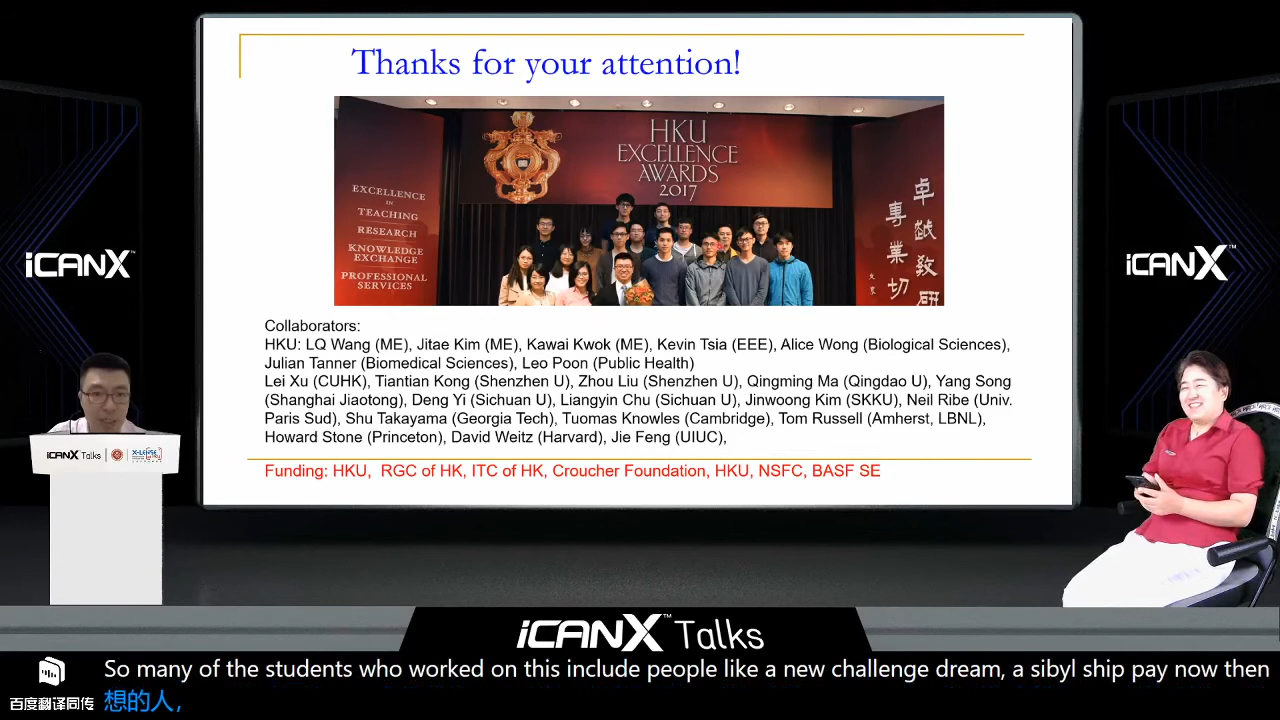 Thanks for your attention!
HKU
EXCELLENCE
AWARDS
2017
EXCELLENCE
IN
TEACHING
RESEARCH
KNOWLEDGE
EXCHANGE
PROFESSIONAL
SERVICES
卓越教研
專業切
iCANX™
iCANX™
Collaborators:
HKU: LQ Wang (ME), Jitae Kim (ME), Kawai Kwok (ME), Kevin Tsia (EEE), Alice Wong (Biological Sciences),
Julian Tanner (Biomedical Sciences), Leo Poon (Public Health)
Lei Xu (CUHK), Tiantian Kong (Shenzhen U), Zhou Liu (Shenzhen U), Qingming Ma (Qingdao U), Yang Song
(Shanghai Jiaotong), Deng Yi (Sichuan U), Liangyin Chu (Sichuan U), Jinwoong Kim (SKKU), Neil Ribe (Univ.
Paris Sud), Shu Takayama (Georgia Tech), Tuomas Knowles (Cambridge), Tom Russell (Amherst, LBNL),
Howard Stone (Princeton), David Weitz (Harvard), Jie Feng (UIUC),
Funding: HKU,  RGC of HK, ITC of HK, Croucher Foundation, HKU, NSFC, BASF SE
iCANX Talks
X-LENSE
iCANX™ Talks
So many of the students who worked on this include people like a new challenge dream, a sibyl ship pay now then
想的人,
百度翻译同传